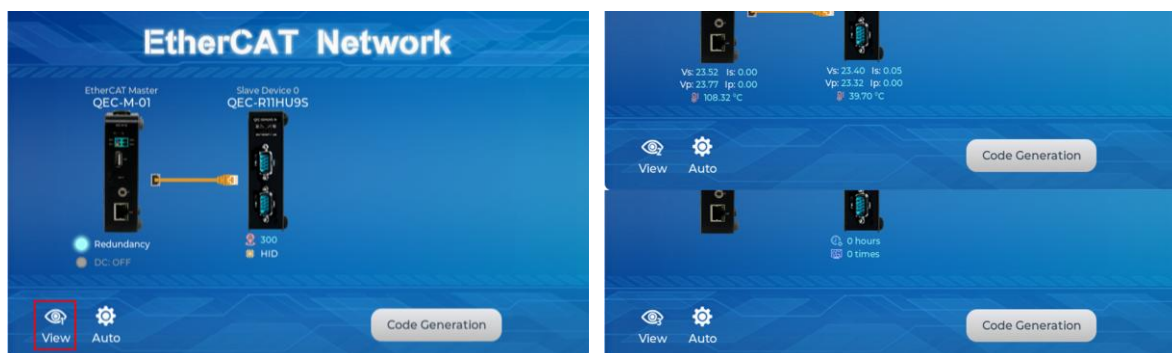 EtherCAT Network
EtherCAT Master
QEC-M-01
Slave Device 0
QEC-R11HU9S
Redundancy
DC: OFF
300
HID
1
View
Auto
Code Generation
Vs: 23.52 Is: 0.00
Vp: 23.77 Ip: 0.00
108.32 °C
Vs: 23.40 Is: 0.05
Vp: 23.32 Ip: 0.00
39.70 °C
2
View
Auto
Code Generation
0 hours
0 times
3
View
Auto
Code Generation